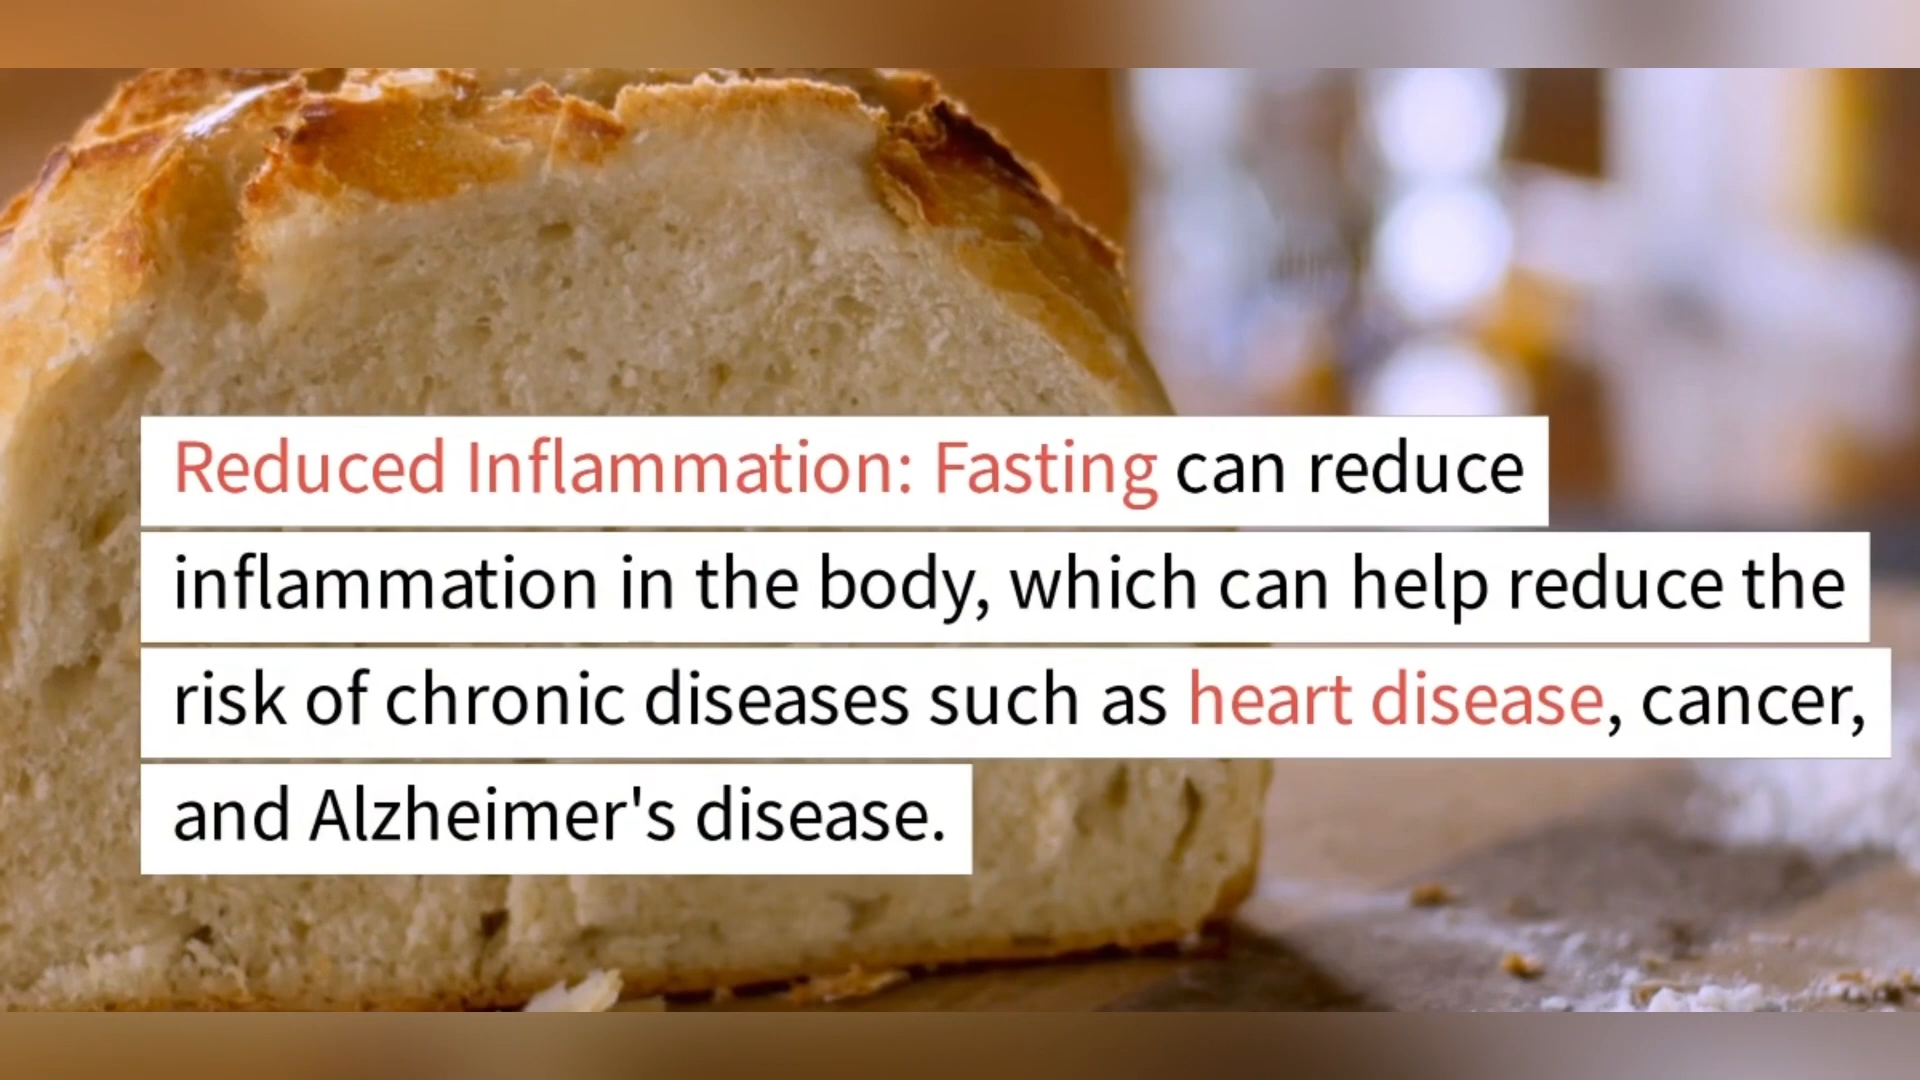 Reduced Inflammation: Fasting can reduce
inflammation in the body, which can help reduce the
risk of chronic diseases such as heart disease, cancer,
and Alzheimer's disease.